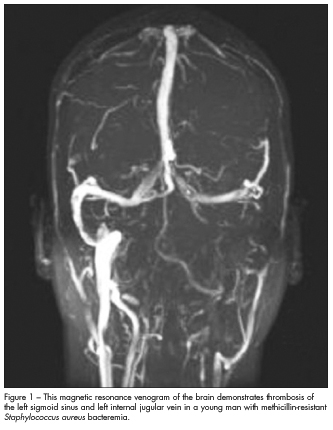 Figure 1 – This magnetic resonance venogram of the brain demonstrates thrombosis of
the left sigmoid sinus and left internal jugular vein in a young man with methicillin-resistant
Staphylococcus aureus bacteremia.